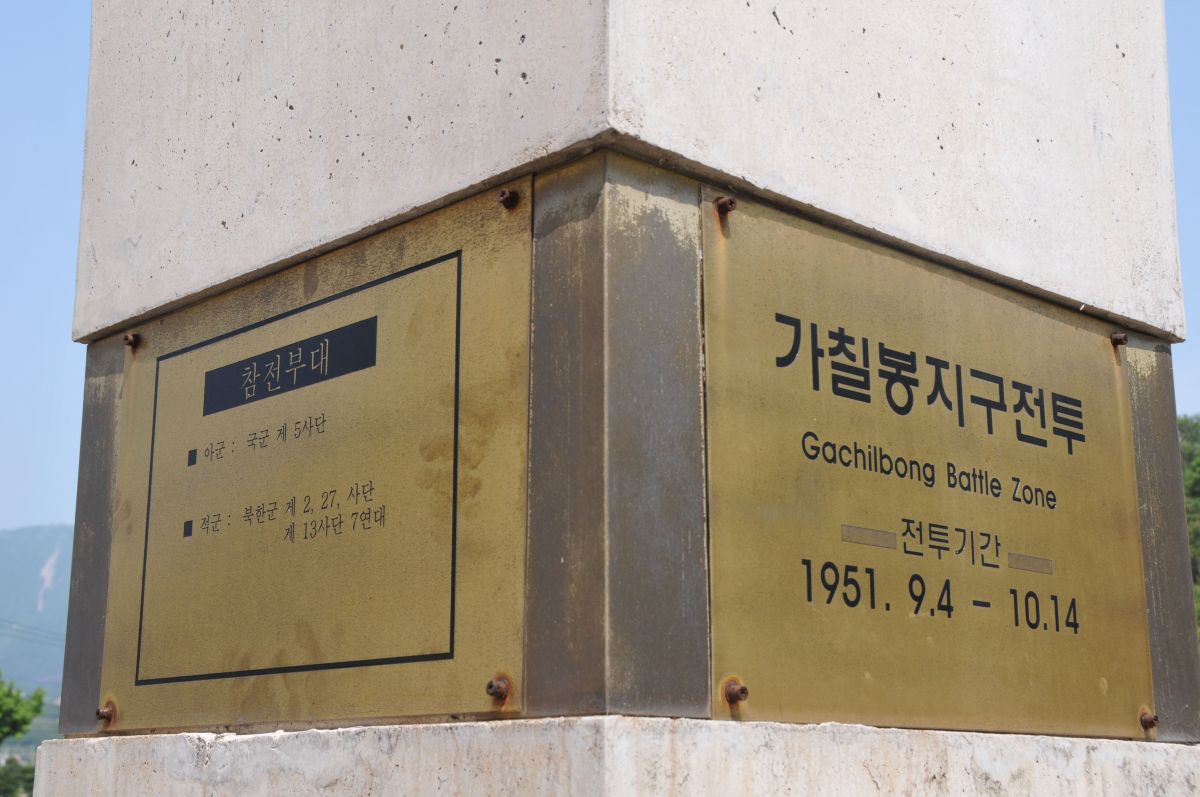 참전부대
■ 아군 : 국군 제 5사단
■ 적군 : 북한군 제 2, 27, 사단
제 13사단 7연대
가칠봉지구전투
Gachilbong Battle Zone
전투기간
1951. 9.4 - 10.14